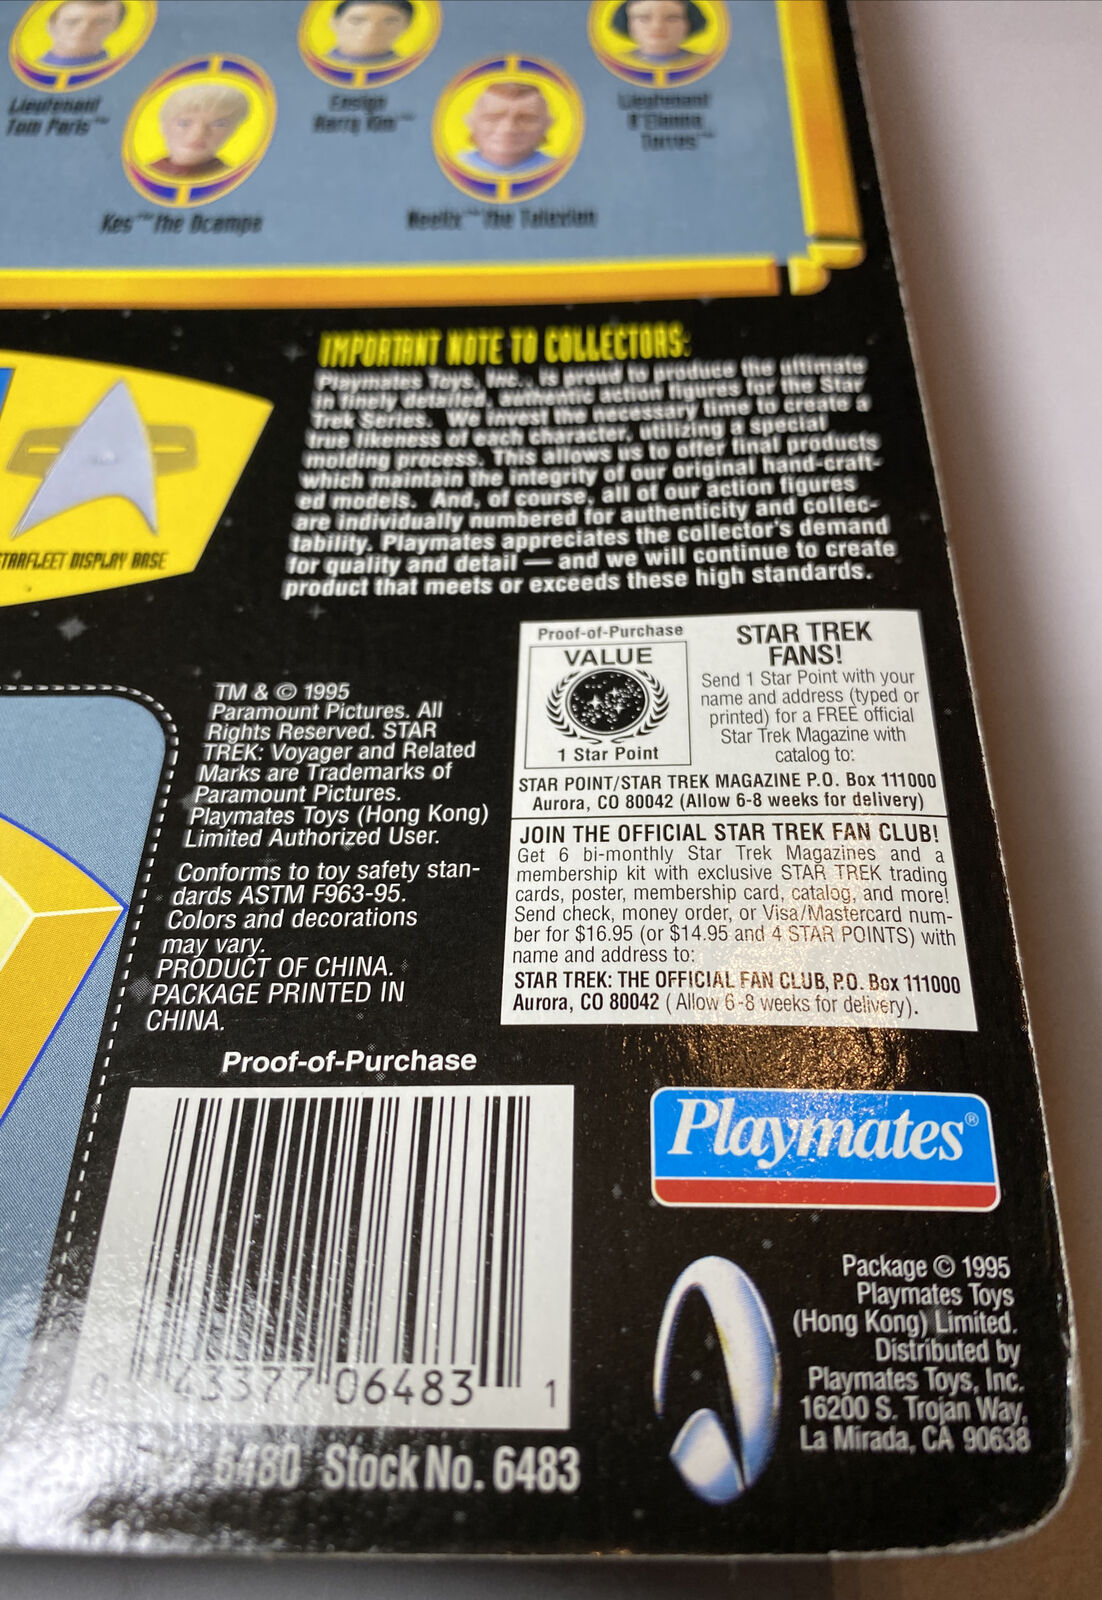 Lieutenant
Tom Paris™
Ensign
Harry Kim™
Lieutenant
B'Elanna
Torres™
Kes™ the Ocampa
Neelix™ the Talaxian
IMPORTANT NOTE TO COLLECTORS:
Playmates Toys, Inc., is proud to produce the ultimate
in finely detailed, authentic action figures for the Star
Trek Series. We invest the necessary time to create a
true likeness of each character, utilizing a special
molding process. This allows us to offer final products
which maintain the integrity of our original hand-craft-
ed models. And, of course, all of our action figures
are individually numbered for authenticity and collec-
tability. Playmates appreciates the collector's demand
for quality and detail — and we will continue to create
product that meets or exceeds these high standards.
STARFLEET DISPLAY BASE
TM & © 1995
Paramount Pictures. All
Rights Reserved. STAR
TREK: Voyager and Related
Marks are Trademarks of
Paramount Pictures.
Playmates Toys (Hong Kong)
Limited Authorized User.
Conforms to toy safety stan-
dards ASTM F963-95.
Colors and decorations
may vary.
PRODUCT OF CHINA.
PACKAGE PRINTED IN
CHINA.
Proof-of-Purchase
VALUE
1 Star Point
STAR TREK
FANS!
Send 1 Star Point with your
name and address (typed or
printed) for a FREE official
Star Trek Magazine with
catalog to:
STAR POINT/STAR TREK MAGAZINE P.O. Box 111000
Aurora, CO 80042 (Allow 6-8 weeks for delivery)
JOIN THE OFFICIAL STAR TREK FAN CLUB!
Get 6 bi-monthly Star Trek Magazines and a
membership kit with exclusive STAR TREK trading
cards, poster, membership card, catalog, and more!
Send check, money order, or Visa/Mastercard num-
ber for $16.95 (or $14.95 and 4 STAR POINTS) with
name and address to:
STAR TREK: THE OFFICIAL FAN CLUB, P.O. Box 111000
Aurora, CO 80042 (Allow 6-8 weeks for delivery).
Proof-of-Purchase
0 43377 06483 1
6480 Stock No. 6483
Playmates®
Package © 1995
Playmates Toys
(Hong Kong) Limited.
Distributed by
Playmates Toys, Inc.
16200 S. Trojan Way,
La Mirada, CA 90638